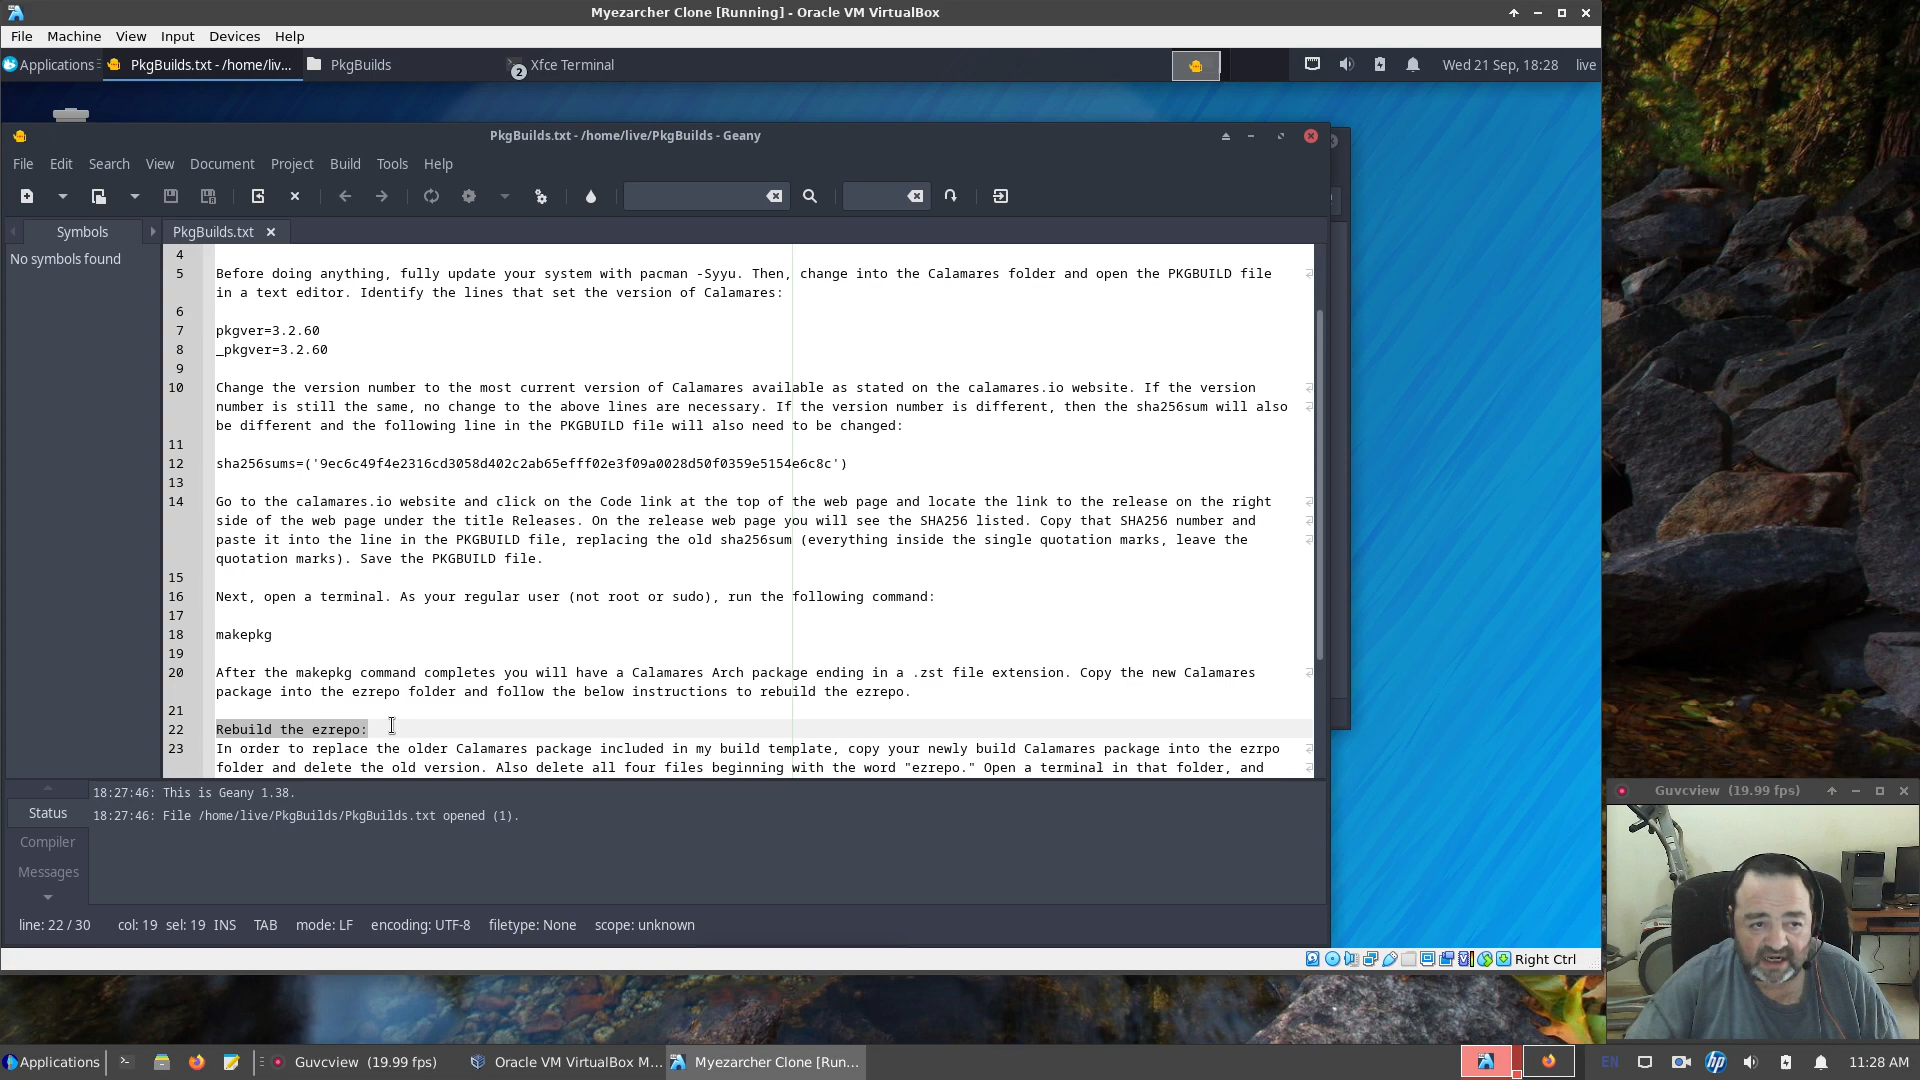 Myezarcher Clone [Running] - Oracle VM VirtualBox
File Machine View Input Devices Help
Applications PkgBuilds.txt - /home/liv... PkgBuilds 2 Xfce Terminal Wed 21 Sep, 18:28 live
PkgBuilds.txt - /home/live/PkgBuilds - Geany
File Edit Search View Document Project Build Tools Help
Symbols PkgBuilds.txt
No symbols found
4
5 Before doing anything, fully update your system with pacman -Syyu. Then, change into the Calamares folder and open the PKGBUILD file
in a text editor. Identify the lines that set the version of Calamares:
6
7 pkgver=3.2.60
8 _pkgver=3.2.60
9
10 Change the version number to the most current version of Calamares available as stated on the calamares.io website. If the version
number is still the same, no change to the above lines are necessary. If the version number is different, then the sha256sum will also
be different and the following line in the PKGBUILD file will also need to be changed:
11
12 sha256sums=('9ec6c49f4e2316cd3058d402c2ab65efff02e3f09a0028d50f0359e5154e6c8c')
13
14 Go to the calamares.io website and click on the Code link at the top of the web page and locate the link to the release on the right
side of the web page under the title Releases. On the release web page you will see the SHA256 listed. Copy that SHA256 number and
paste it into the line in the PKGBUILD file, replacing the old sha256sum (everything inside the single quotation marks, leave the
quotation marks). Save the PKGBUILD file.
15
16 Next, open a terminal. As your regular user (not root or sudo), run the following command:
17
18 makepkg
19
20 After the makepkg command completes you will have a Calamares Arch package ending in a .zst file extension. Copy the new Calamares
package into the ezrepo folder and follow the below instructions to rebuild the ezrepo.
21
22 Rebuild the ezrepo:
23 In order to replace the older Calamares package included in my build template, copy your newly build Calamares package into the ezrpo
folder and delete the old version. Also delete all four files beginning with the word "ezrepo." Open a terminal in that folder, and
Status
Compiler
Messages
18:27:46: This is Geany 1.38.
18:27:46: File /home/live/PkgBuilds/PkgBuilds.txt opened (1).
line: 22 / 30 col: 19 sel: 19 INS TAB mode: LF encoding: UTF-8 filetype: None scope: unknown
Right Ctrl
Guvcview (19.99 fps)
Applications Guvcview (19.99 fps) Oracle VM VirtualBox M... Myezarcher Clone [Run... EN hp 11:28 AM